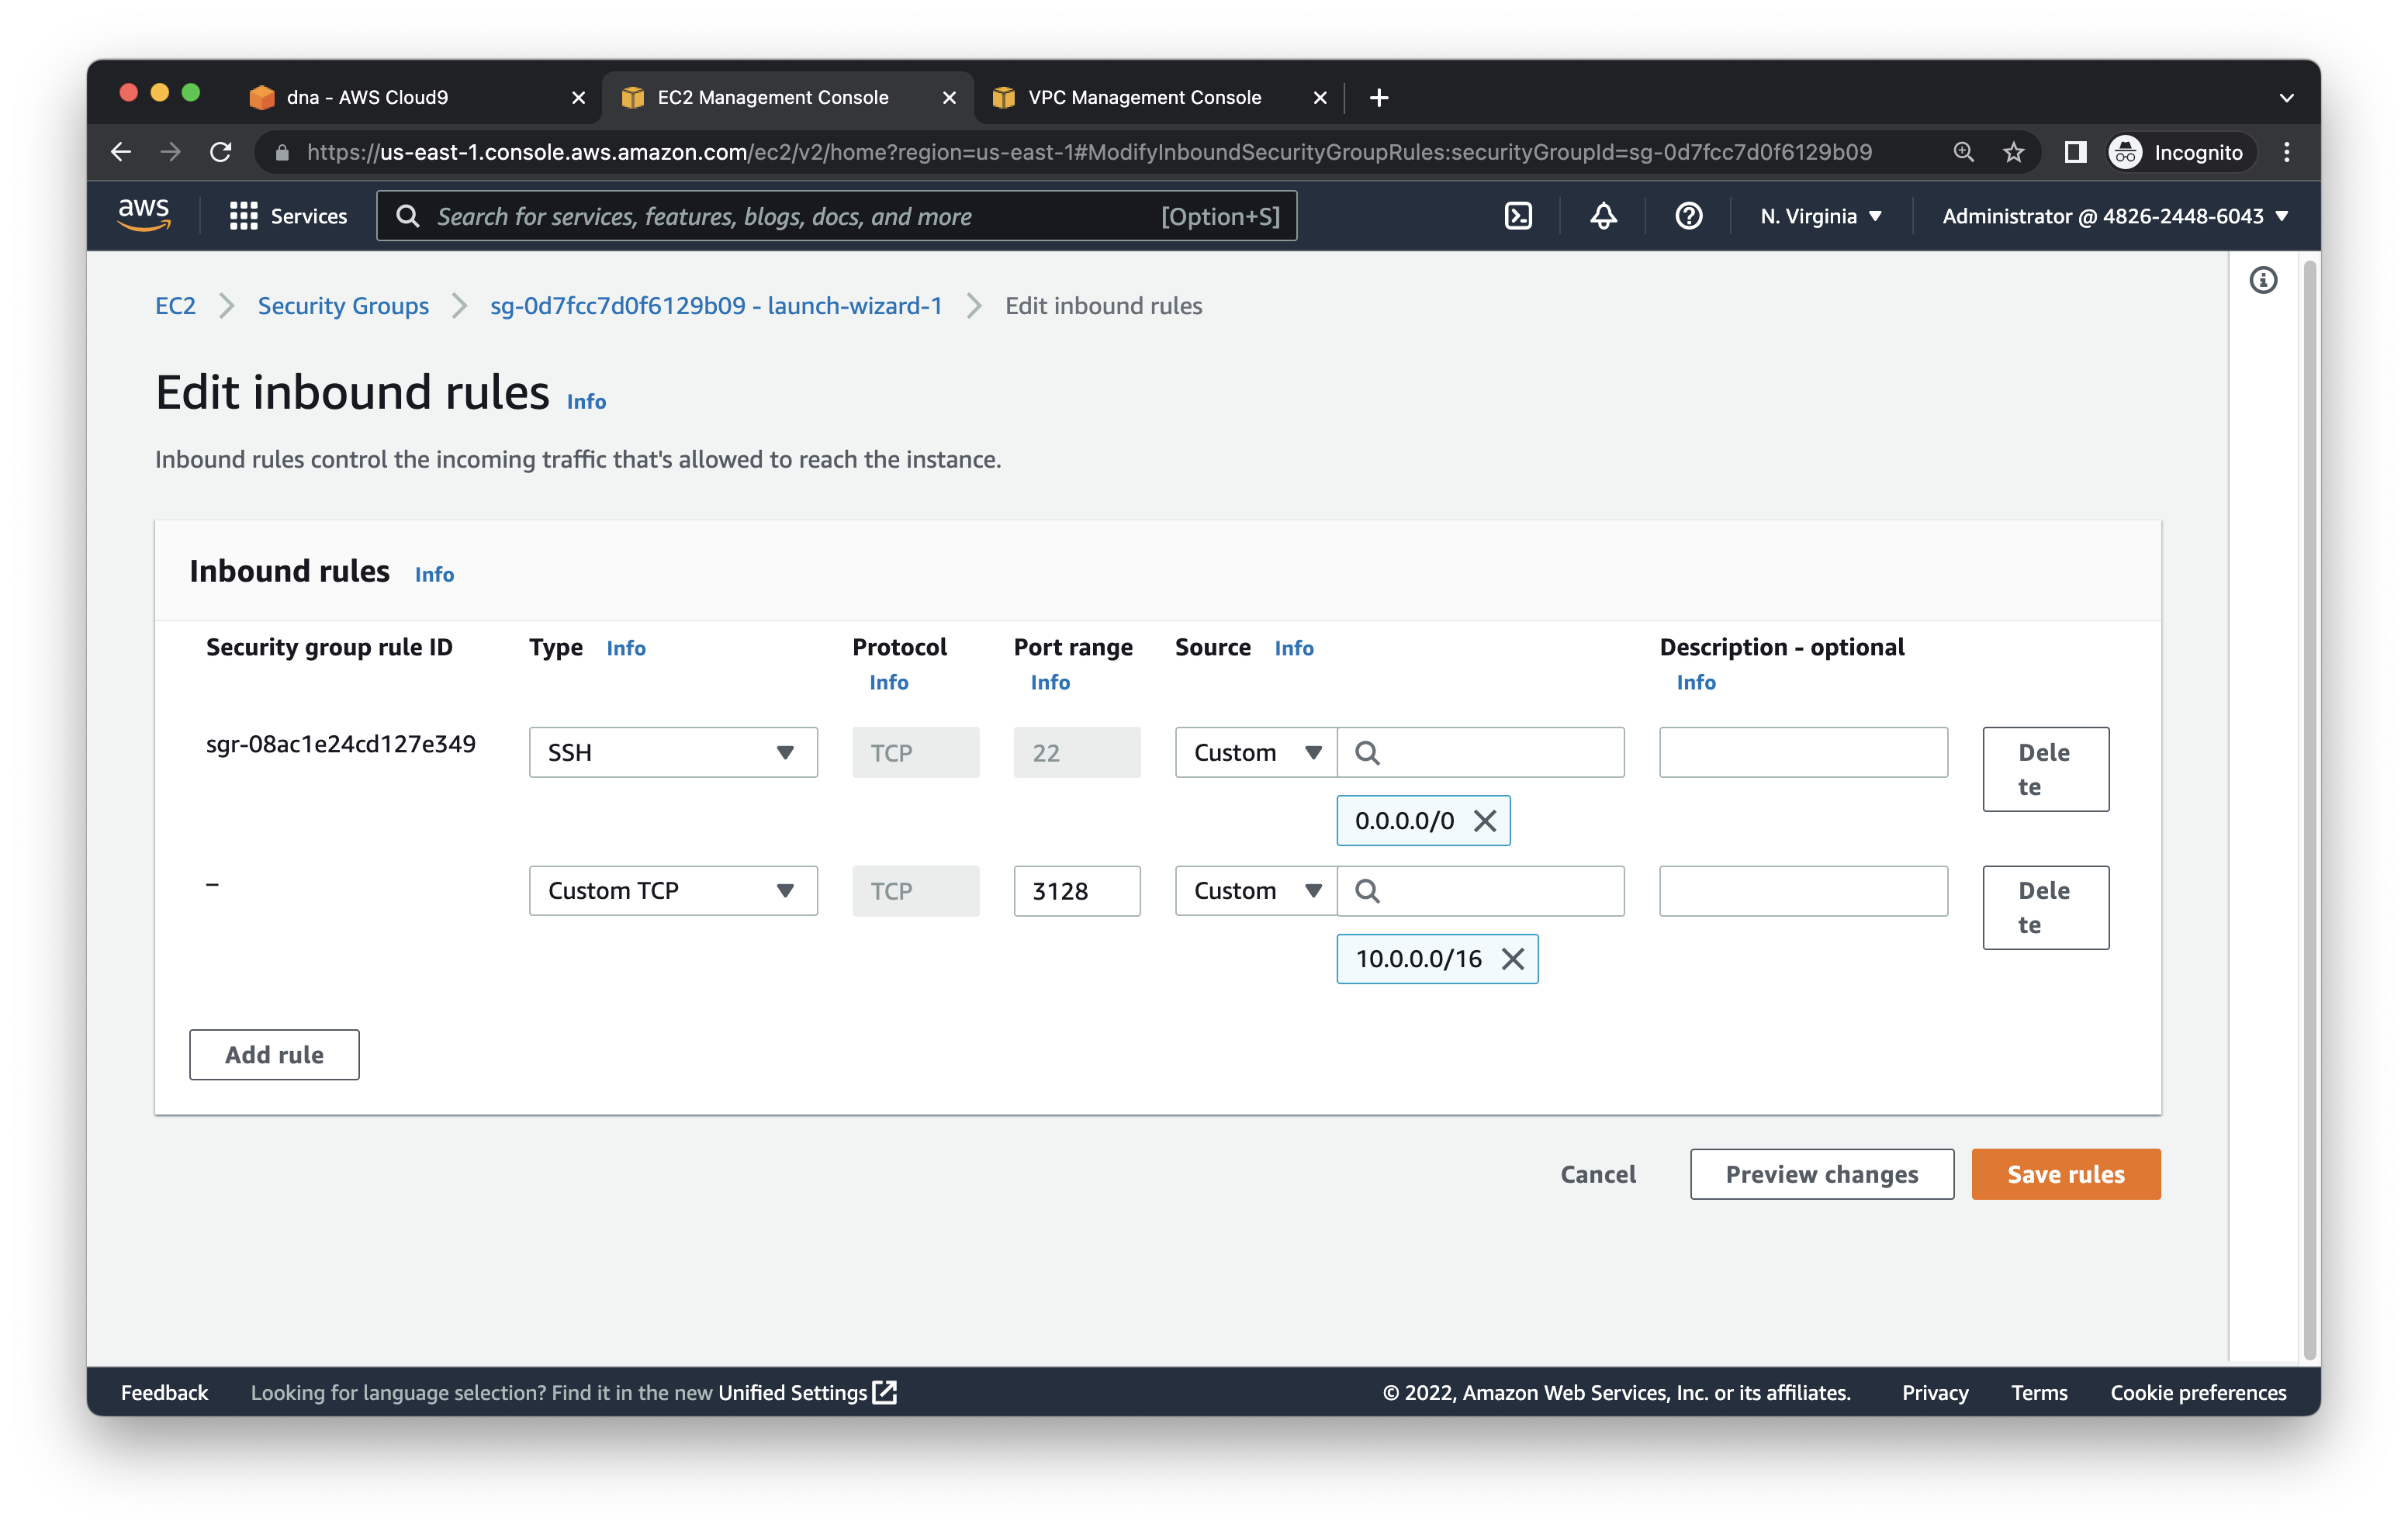 dna - AWS Cloud9
EC2 Management Console
VPC Management Console
https://us-east-1.console.aws.amazon.com/ec2/v2/home?region=us-east-1#ModifyInboundSecurityGroupRules:securityGroupId=sg-0d7fcc7d0f6129b09
Incognito
aws
Services
Search for services, features, blogs, docs, and more [Option+S]
N. Virginia
Administrator @ 4826-2448-6043
EC2
Security Groups
sg-0d7fcc7d0f6129b09 - launch-wizard-1
Edit inbound rules
Edit inbound rules Info
Inbound rules control the incoming traffic that's allowed to reach the instance.
Inbound rules Info
Security group rule ID Type Info Protocol Port range Source Info Description - optional
Info Info Info
sgr-08ac1e24cd127e349 SSH TCP 22 Custom Dele
te
0.0.0.0/0
– Custom TCP TCP 3128 Custom Dele
te
10.0.0.0/16
Add rule
Cancel Preview changes Save rules
Feedback Looking for language selection? Find it in the new Unified Settings © 2022, Amazon Web Services, Inc. or its affiliates. Privacy Terms Cookie preferences